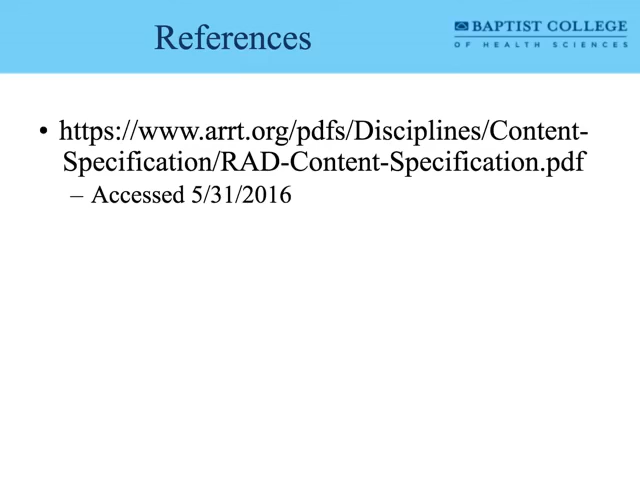 References
BAPTIST COLLEGE
OF HEALTH SCIENCES
• https://www.arrt.org/pdfs/Disciplines/Content-
Specification/RAD-Content-Specification.pdf
– Accessed 5/31/2016